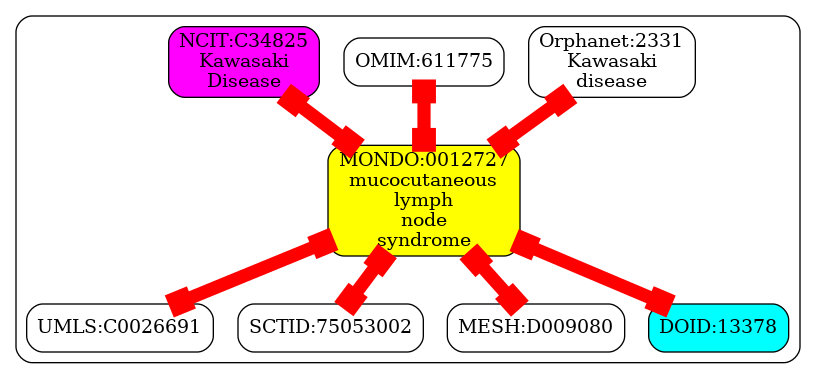 NCIT:C34825
Kawasaki
Disease
OMIM:611775
Orphanet:2331
Kawasaki
disease
MONDO:0012727
mucocutaneous
lymph
node
syndrome
UMLS:C0026691
SCTID:75053002
MESH:D009080
DOID:13378